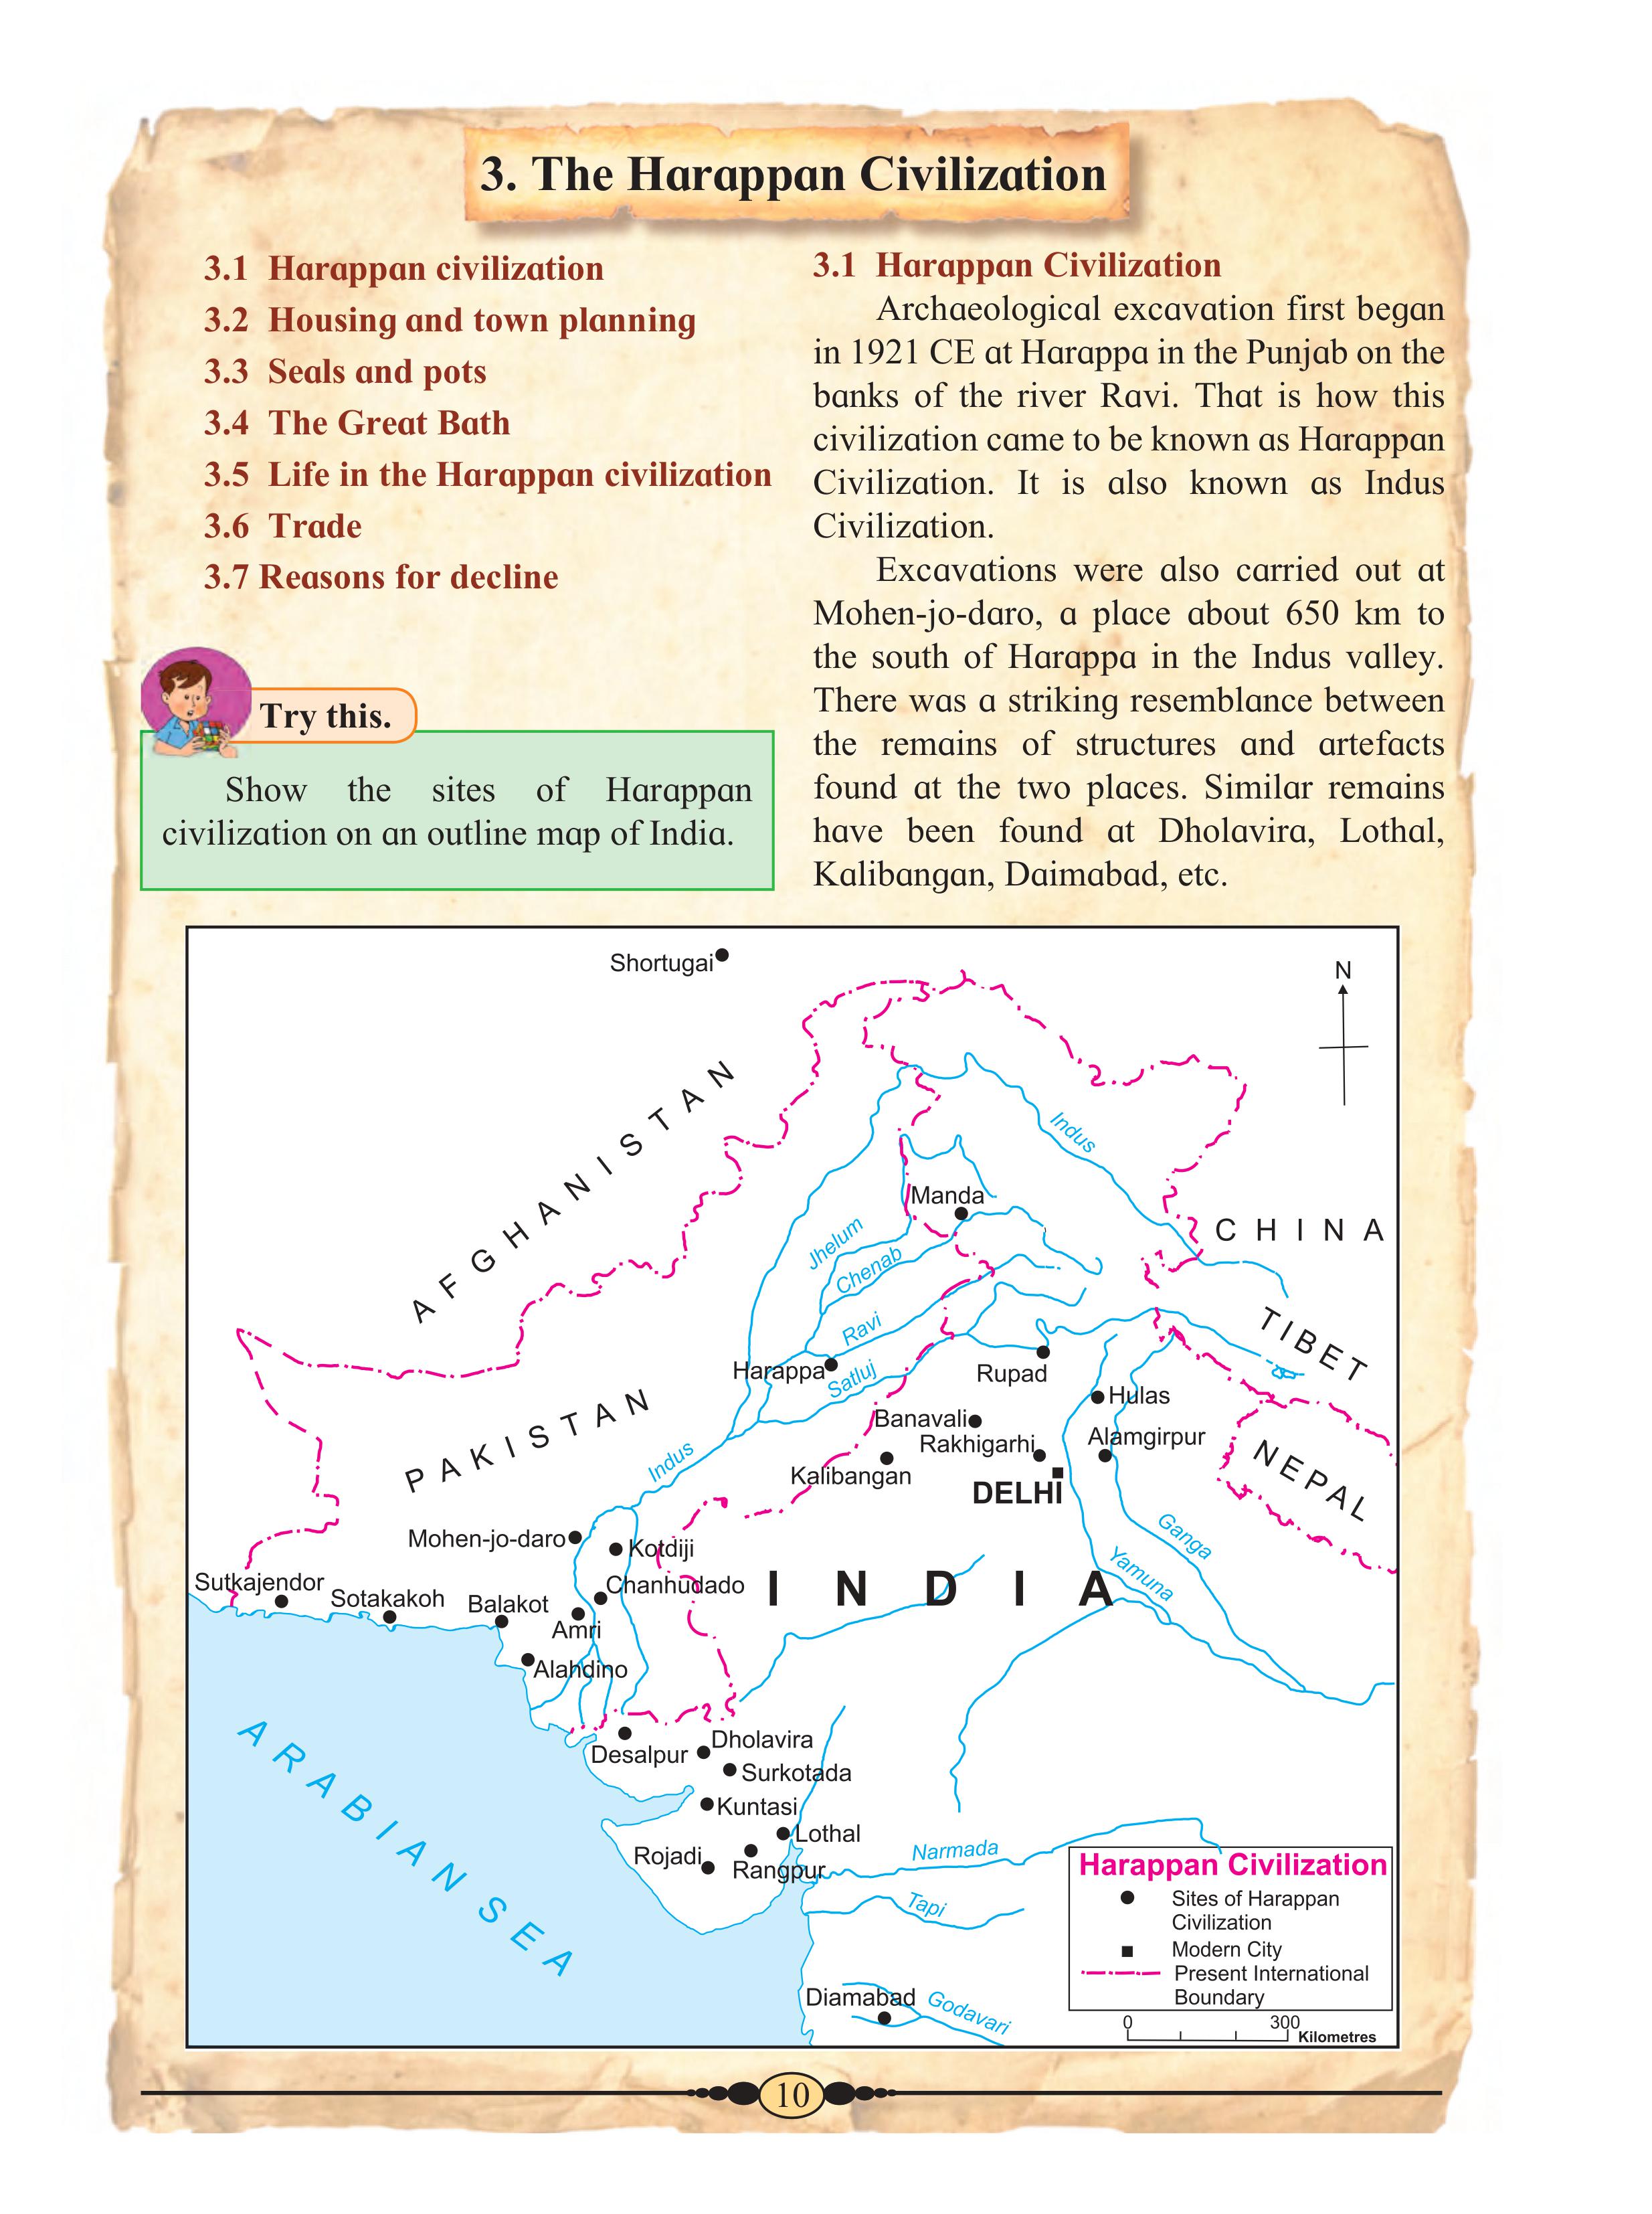 3. The Harappan Civilization
3.1 Harappan civilization
3.2 Housing and town planning
3.3 Seals and pots
3.4 The Great Bath
3.5 Life in the Harappan civilization
3.6 Trade
3.7 Reasons for decline
Try this.
Show the sites of Harappan
civilization on an outline map of India.
3.1 Harappan Civilization
Archaeological excavation first began
in 1921 CE at Harappa in the Punjab on the
banks of the river Ravi. That is how this
civilization came to be known as Harappan
Civilization. It is also known as Indus
Civilization.
Excavations were also carried out at
Mohen-jo-daro, a place about 650 km to
the south of Harappa in the Indus valley.
There was a striking resemblance between
the remains of structures and artefacts
found at the two places. Similar remains
have been found at Dholavira, Lothal,
Kalibangan, Daimabad, etc.
Shortugai
N
AFGHANISTAN
Indus
Manda
CHINA
Jhelum
Chenab
Ravi
TIBET
Harappa
Satluj
Rupad
Hulas
PAKISTAN
Banavali
Rakhigarhi
Alamgirpur
Kalibangan
DELHI
NEPAL
Indus
Mohen-jo-daro
Kotdiji
Ganga
Yamuna
Sutkajendor
Sotakakoh
Balakot
Chanhudado
INDIA
Amri
Alahdino
ARABIAN SEA
Desalpur
Dholavira
Surkotada
Kuntasi
Lothal
Rojadi
Rangpur
Narmada
Tapi
Diamabad
Godavari
Harappan Civilization
Sites of Harappan
Civilization
Modern City
Present International
Boundary
0 300
Kilometres
10